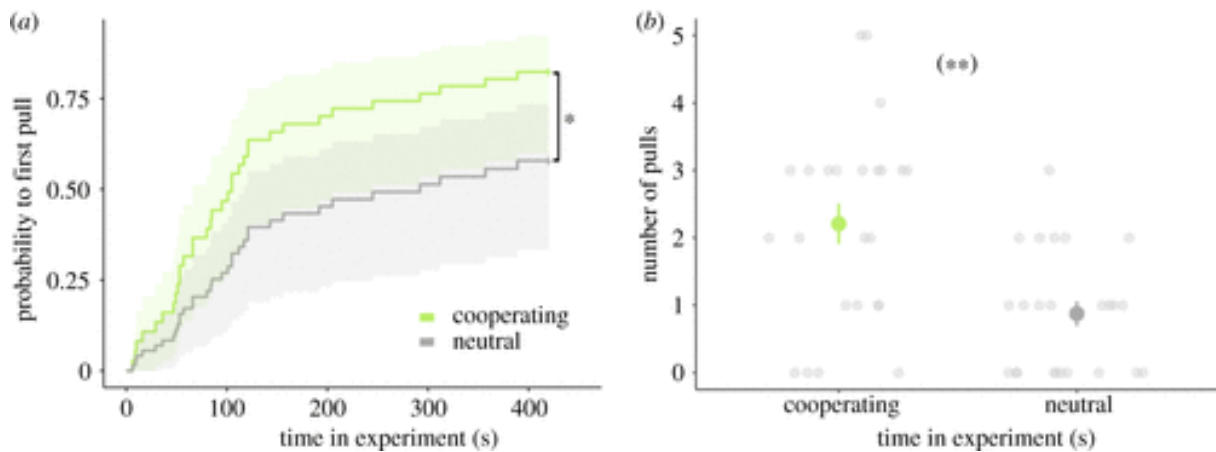 (a)
probability to first pull
0.75
0.50
0.25
0
cooperating
neutral
*
0
100
200
300
400
time in experiment (s)
(b)
number of pulls
5
4
3
2
1
0
(**)
cooperating
neutral
time in experiment (s)